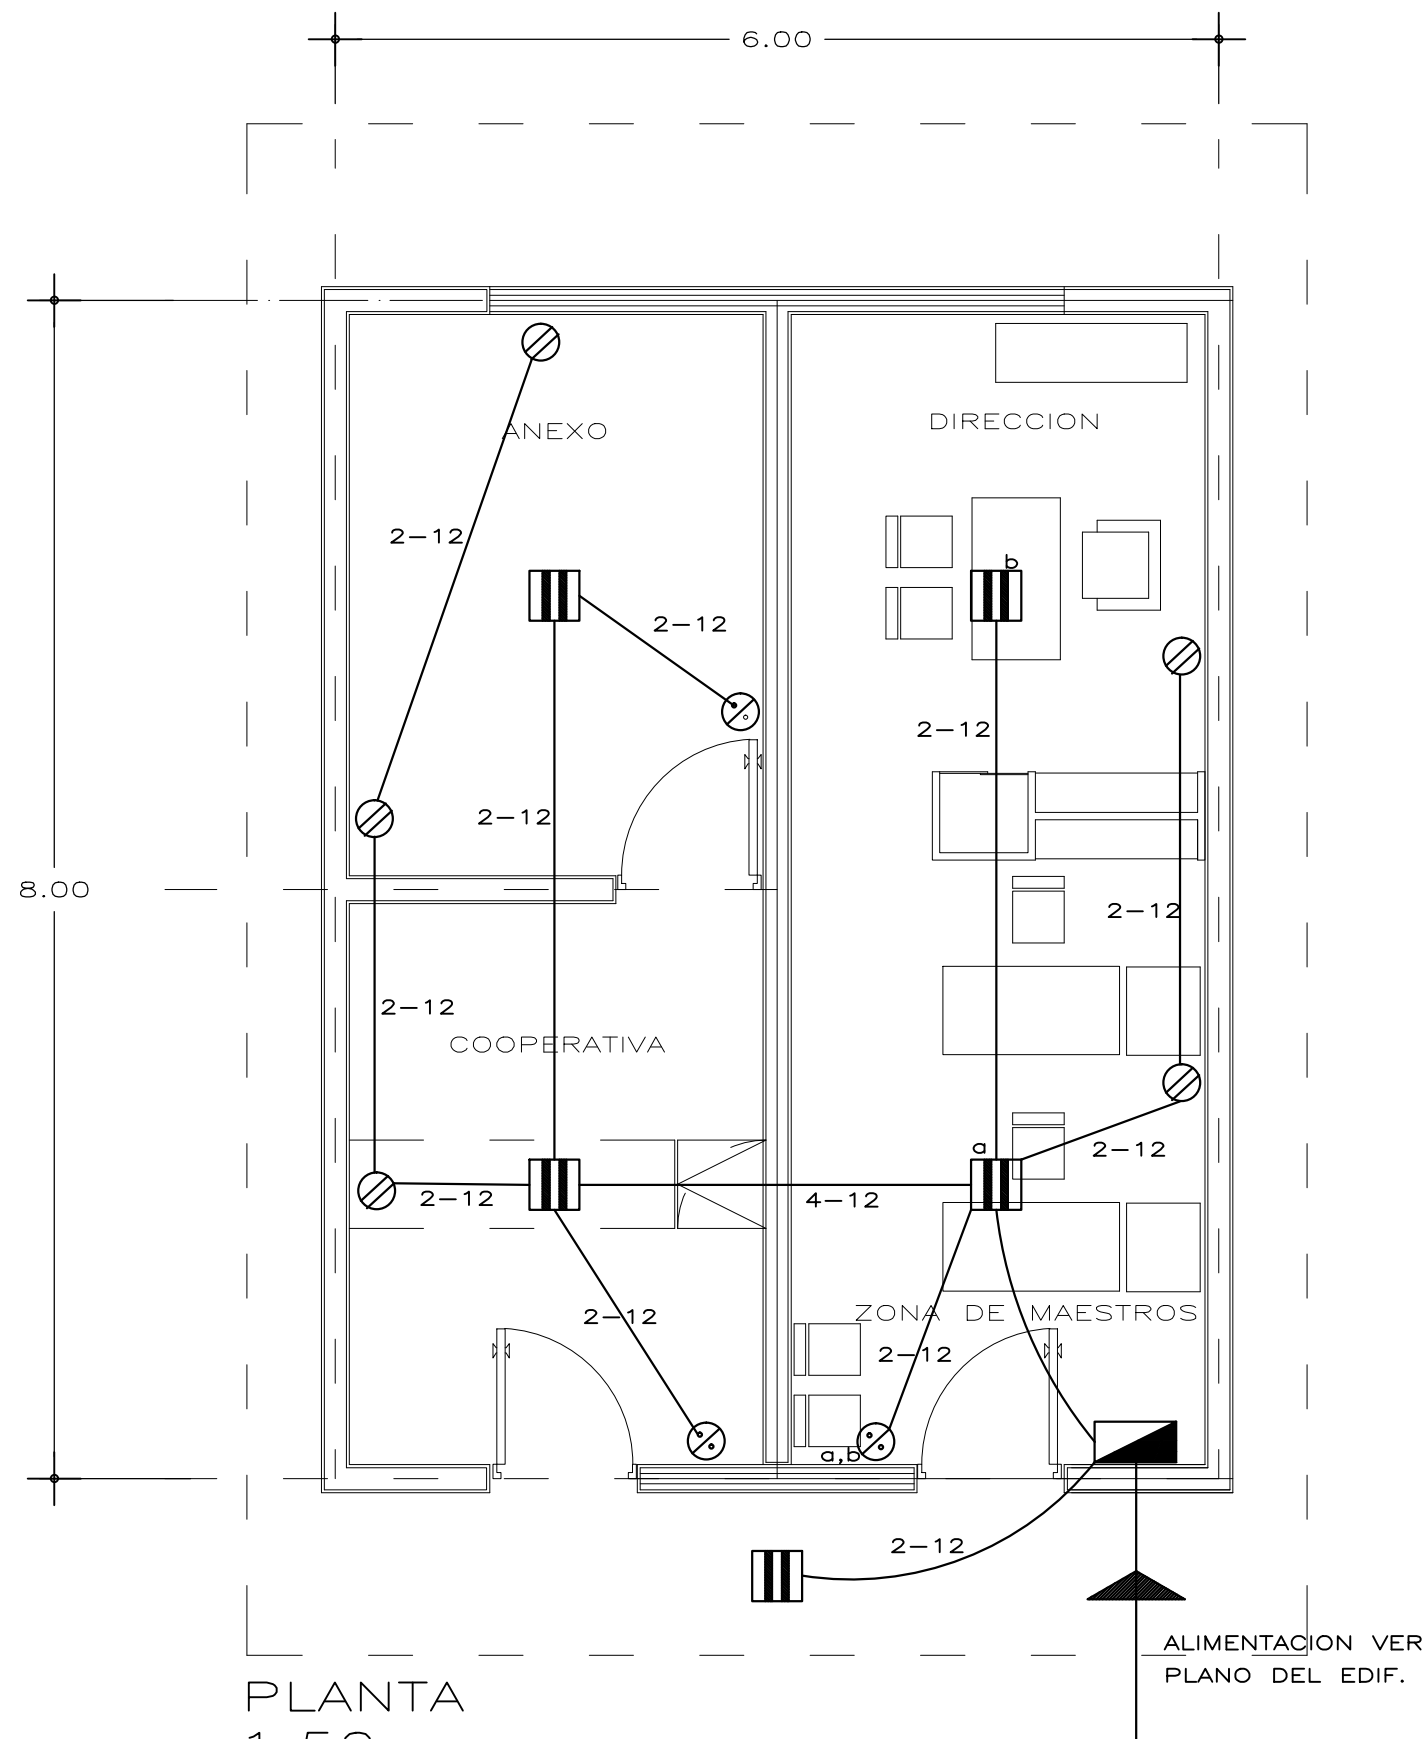 6.00
ANEXO
DIRECCION
2-12
b
2-12
2-12
2-12
8.00
2-12
2-12
COOPERATIVA
a
2-12
2-12
4-12
ZONA DE MAESTROS
2-12
2-12
a,b
2-12
ALIMENTACION VER
PLANO DEL EDIF.
PLANTA